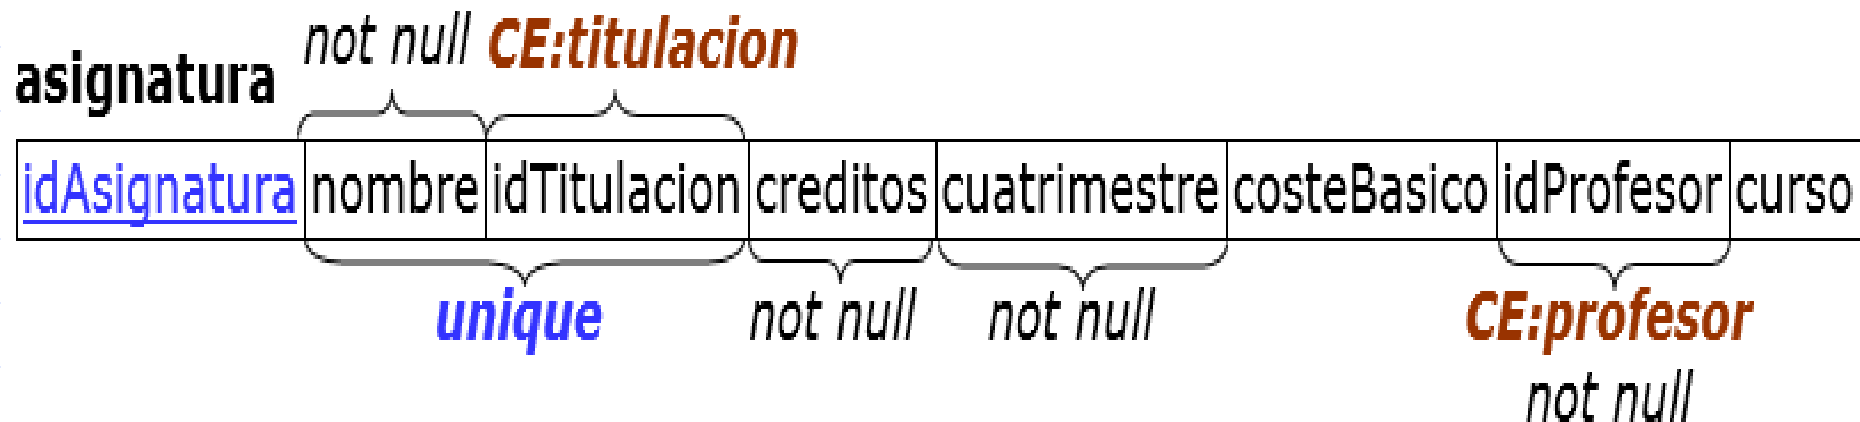 not null CE:titulacion
asignatura
idAsignatura nombre idTitulacion creditos cuatrimestre costeBasico idProfesor curso
unique not null not null CE:profesor
not null